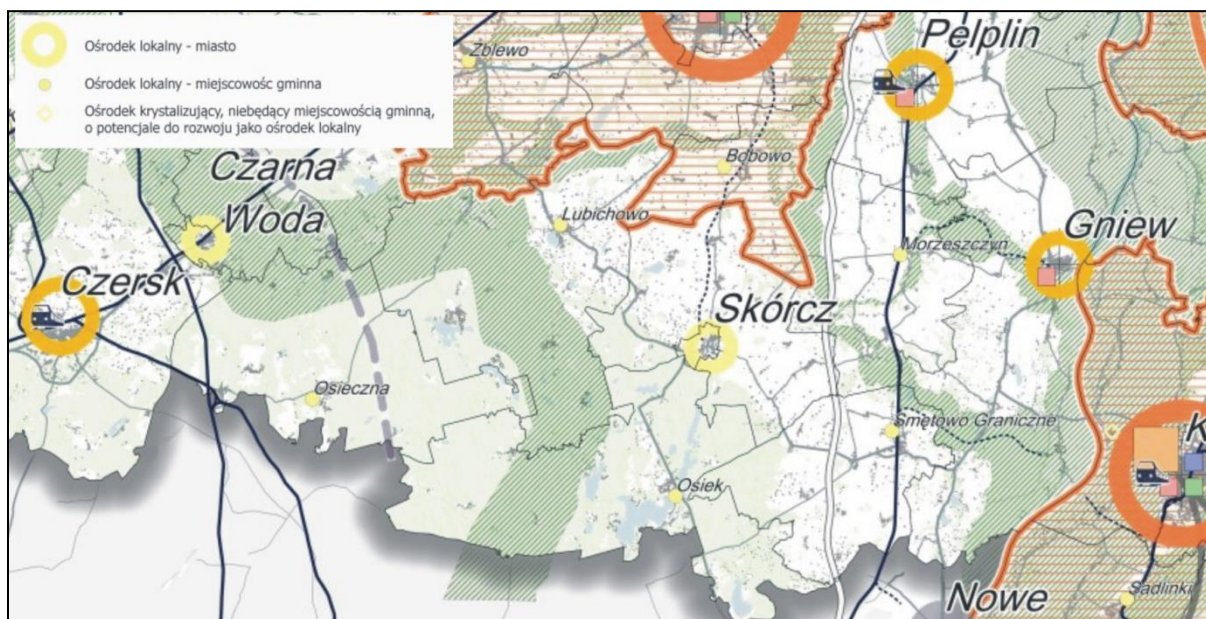 Ośrodek lokalny - miasto
Ośrodek lokalny - miejscowośc gminna
Ośrodek krystalizujący, niebędący miejscowością gminną,
o potencjale do rozwoju jako ośrodek lokalny
Zblewo
Pelplin
Czarna
Woda
Bobowo
Lubichowo
Morzeszczyn
Gniew
Czersk
Skórcz
Osieczna
Smętowo Graniczne
K
Osiek
Nowe
Sadlinki